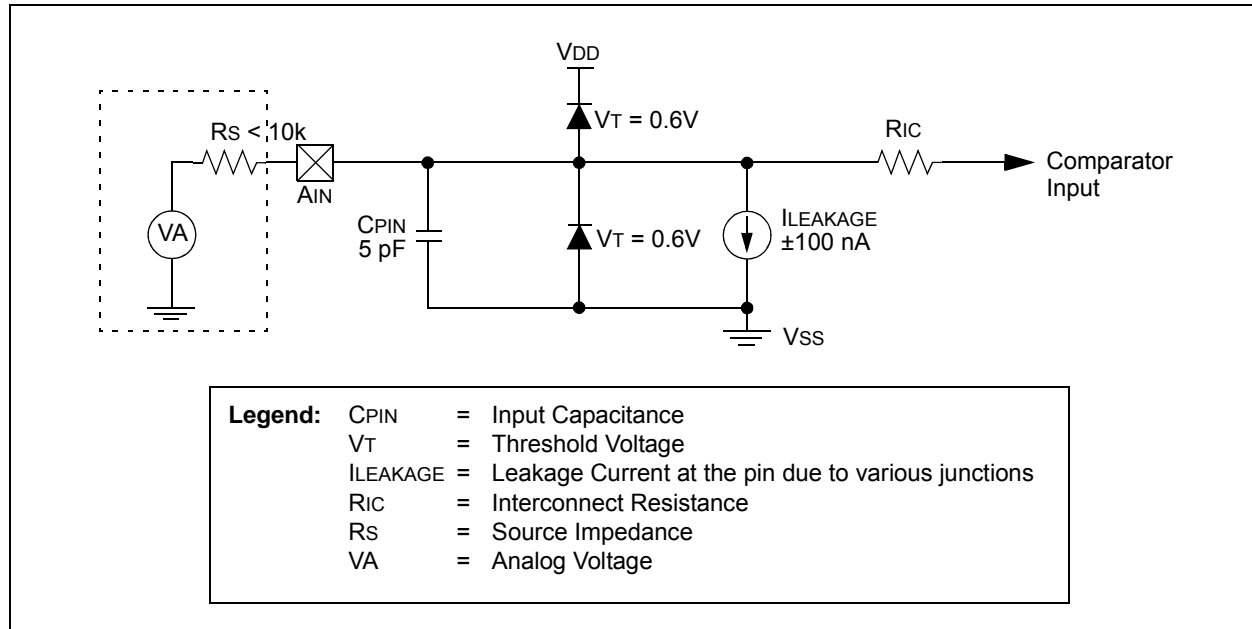 VDD
VT = 0.6V
RS < 10k
RIC
Comparator
Input
AIN
VA
CPIN
5 pF
VT = 0.6V
ILEAKAGE
±100 nA
VSS
Legend: CPIN = Input Capacitance
VT = Threshold Voltage
ILEAKAGE = Leakage Current at the pin due to various junctions
RIC = Interconnect Resistance
RS = Source Impedance
VA = Analog Voltage